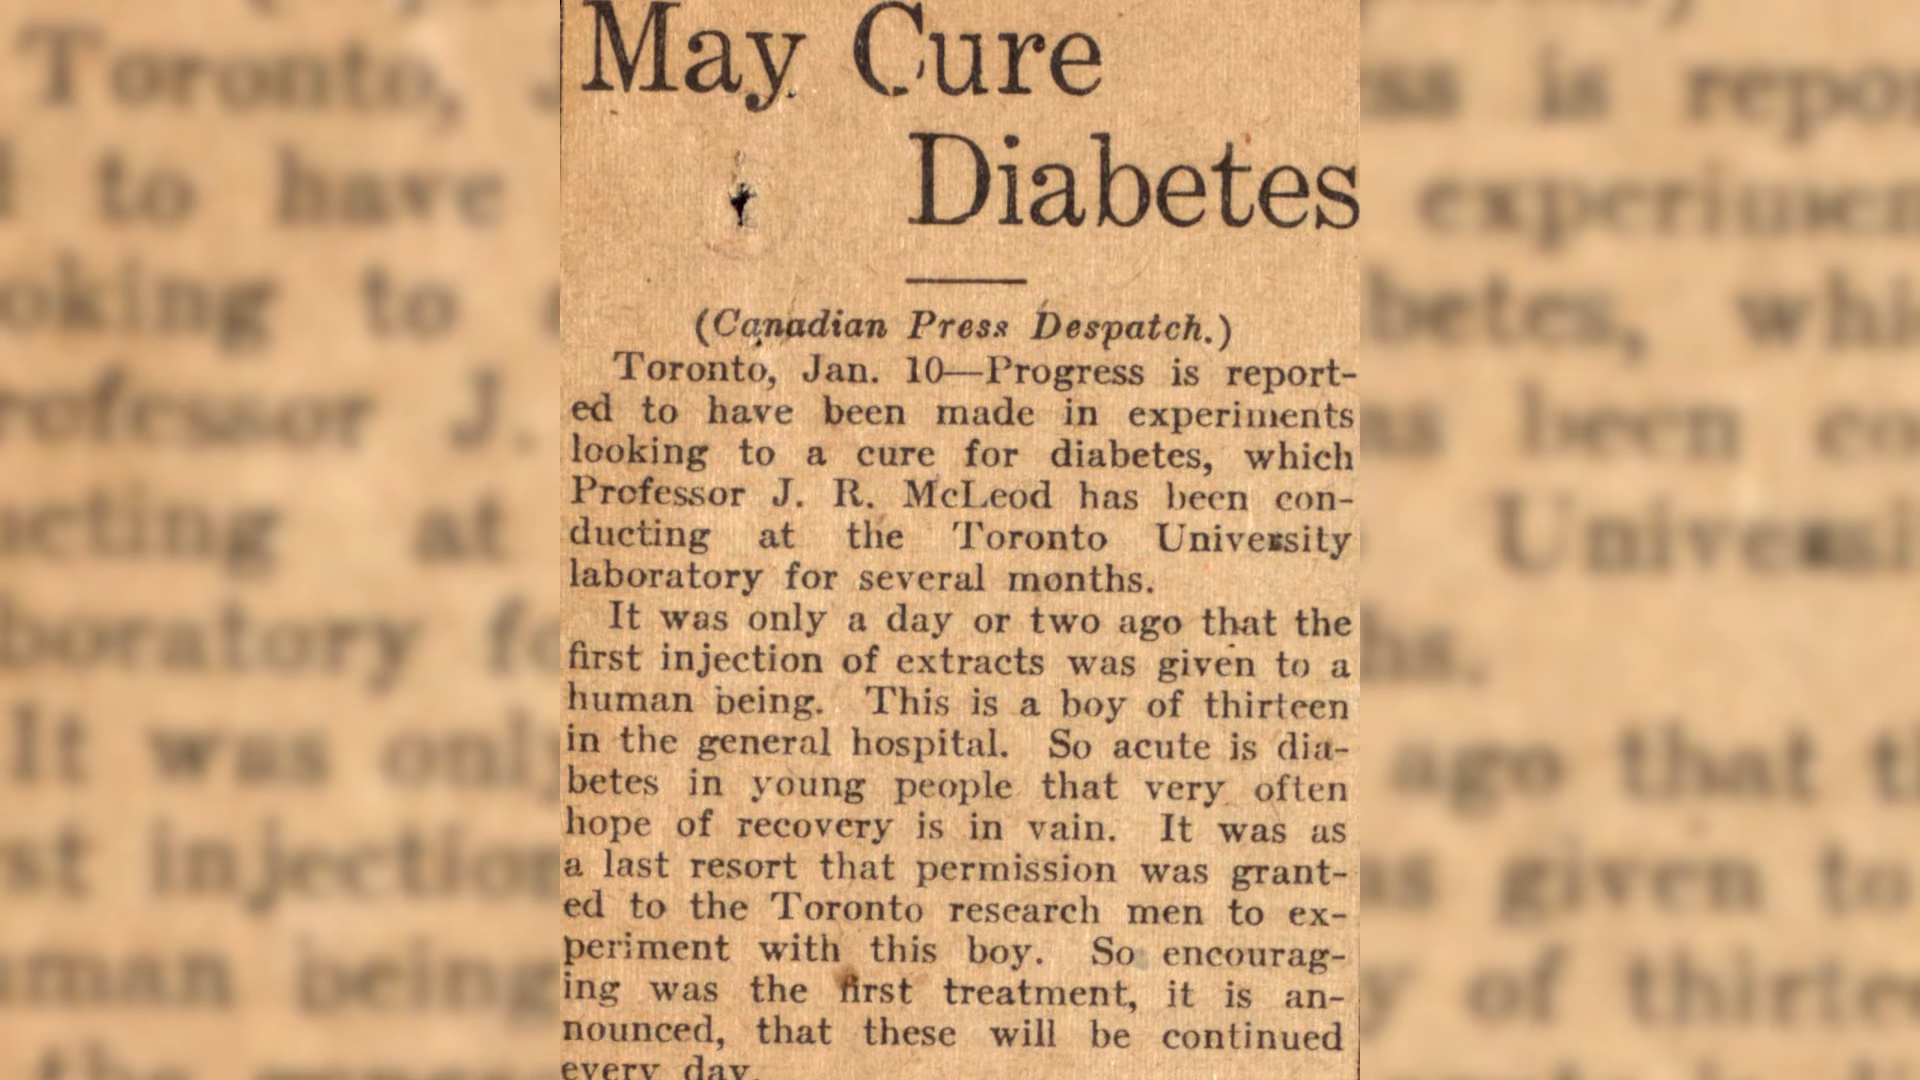 May Cure
Diabetes
(Canadian Press Despatch.)
Toronto, Jan. 10—Progress is report-
ed to have been made in experiments
looking to a cure for diabetes, which
Professor J. R. McLeod has been con-
ducting at the Toronto University
laboratory for several months.
It was only a day or two ago that the
first injection of extracts was given to a
human being. This is a boy of thirteen
in the general hospital. So acute is dia-
betes in young people that very often
hope of recovery is in vain. It was as
a last resort that permission was grant-
ed to the Toronto research men to ex-
periment with this boy. So encourag-
ing was the first treatment, it is an-
nounced, that these will be continued
every day.